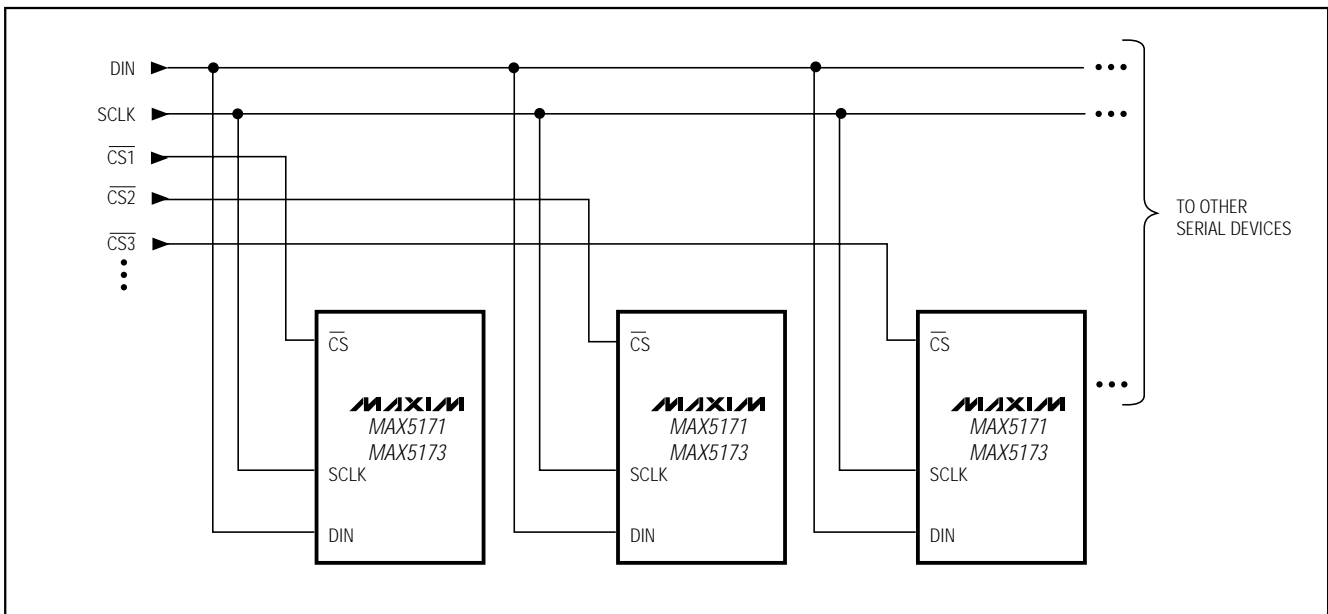 DIN
SCLK
CS1
CS2
CS3
TO OTHER
SERIAL DEVICES
CS
MAXIM
MAX5171
MAX5173
SCLK
DIN
CS
MAXIM
MAX5171
MAX5173
SCLK
DIN
CS
MAXIM
MAX5171
MAX5173
SCLK
DIN